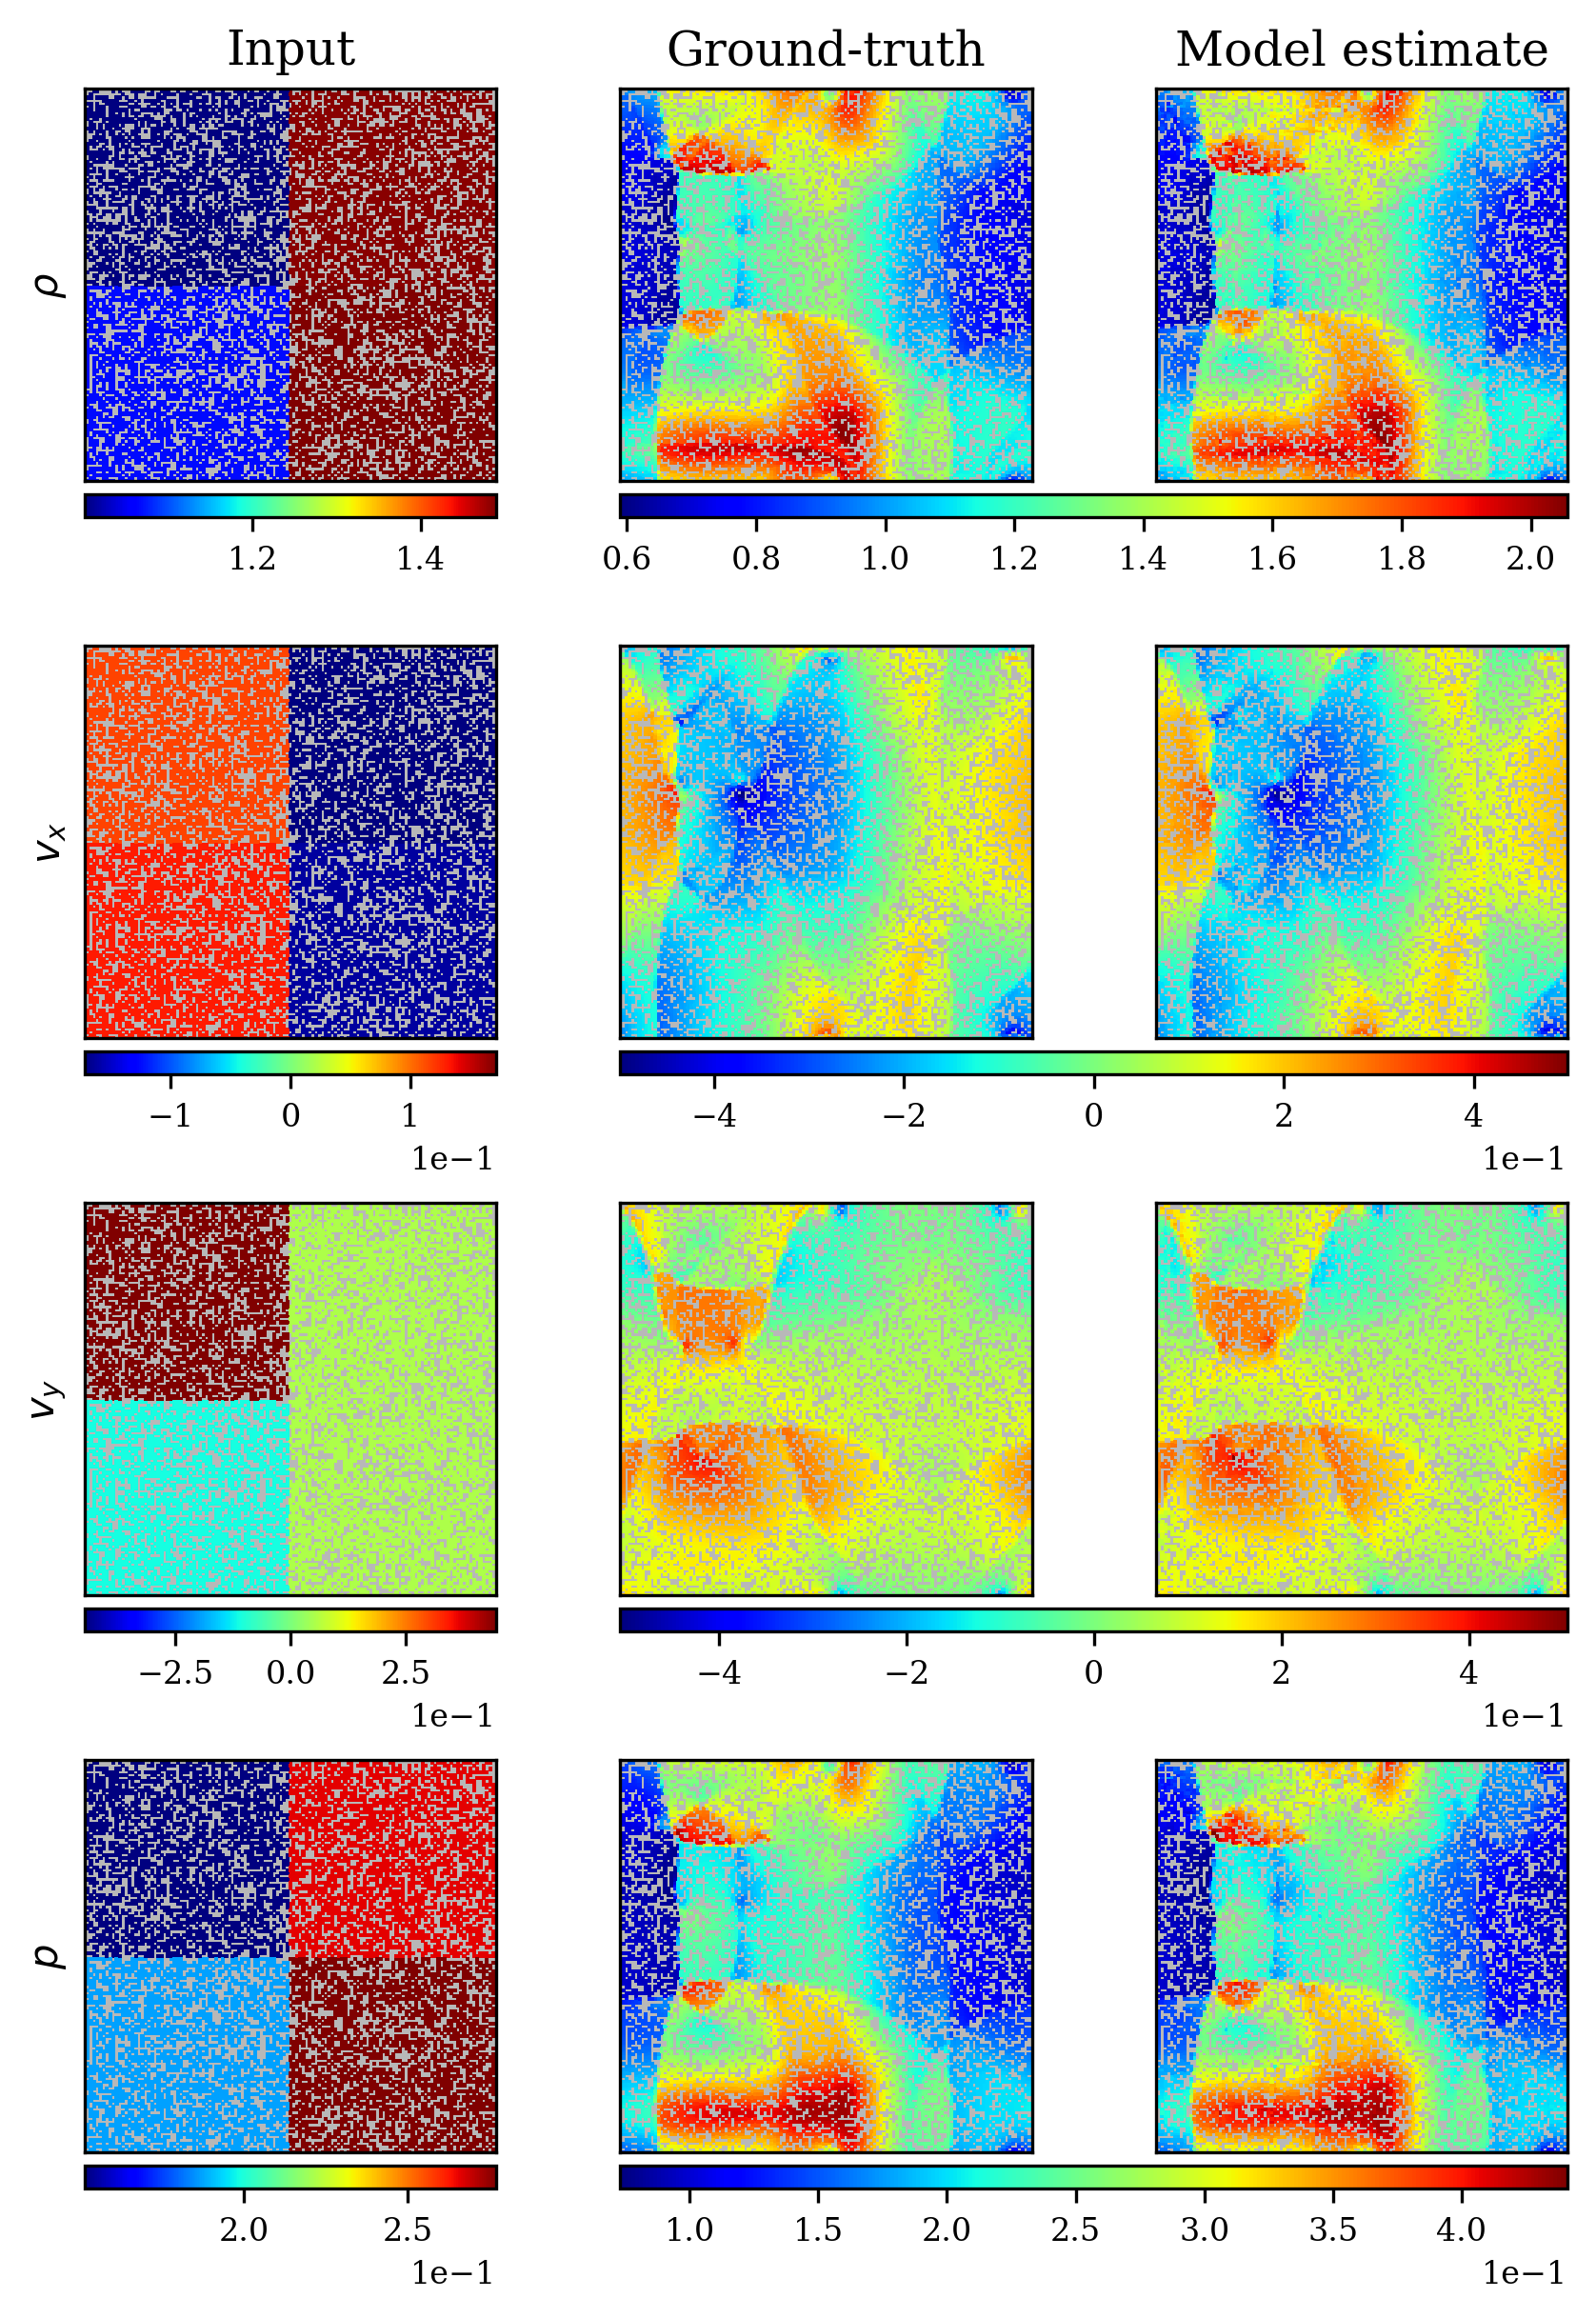 Input Ground-truth Model estimate
ρ
1.2 1.4 0.6 0.8 1.0 1.2 1.4 1.6 1.8 2.0
v_x
−1 0 1 −4 −2 0 2 4
1e−1 1e−1
v_y
−2.5 0.0 2.5 −4 −2 0 2 4
1e−1 1e−1
p
2.0 2.5 1.0 1.5 2.0 2.5 3.0 3.5 4.0
1e−1 1e−1